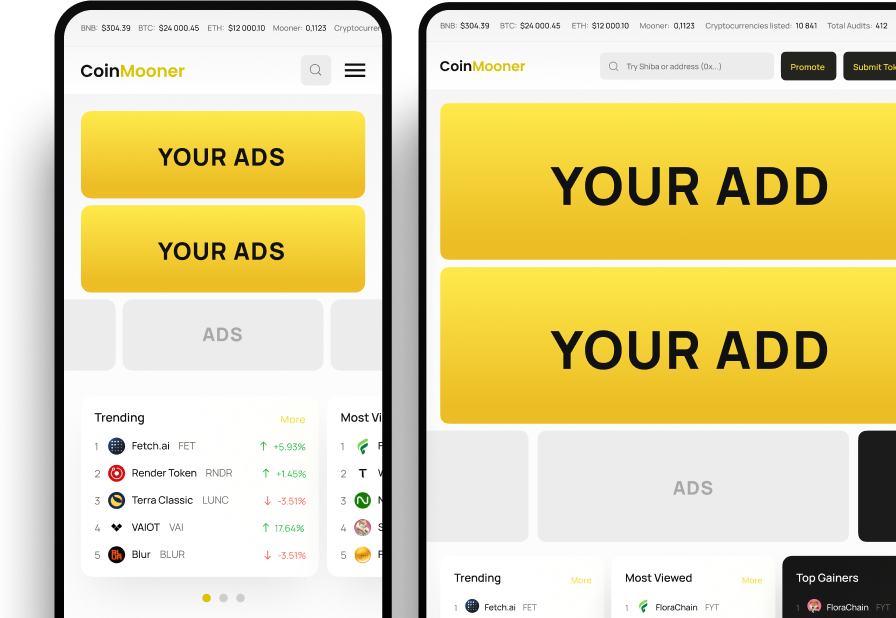 BNB: $304.39 BTC: $24 000.45 ETH: $12 000.10 Mooner: 0,1123
CoinMooner
YOUR ADS
YOUR ADS
ADS
Trending More
1 Fetch.ai FET ↑ +5.93%
2 Render Token RNDR ↑ +1.45%
3 Terra Classic LUNC ↓ -3.51%
4 VAIOT VAI ↑ 17.64%
5 Blur BLUR ↓ -3.51%
Most
1
2
3
4
5
BNB: $304.39 BTC: $24 000.45 ETH: $12 000.10 Mooner: 0,1123 Cryptocurrencies listed: 10 841 Total Audits: 412
CoinMooner
Try Shiba or address (0x...)
Promote
Submit
YOUR ADD
YOUR ADD
ADS
Trending More
1 Fetch.ai FET
Most Viewed More
1 FloraChain FYT
Top Gainers
1 FloraChain FYT